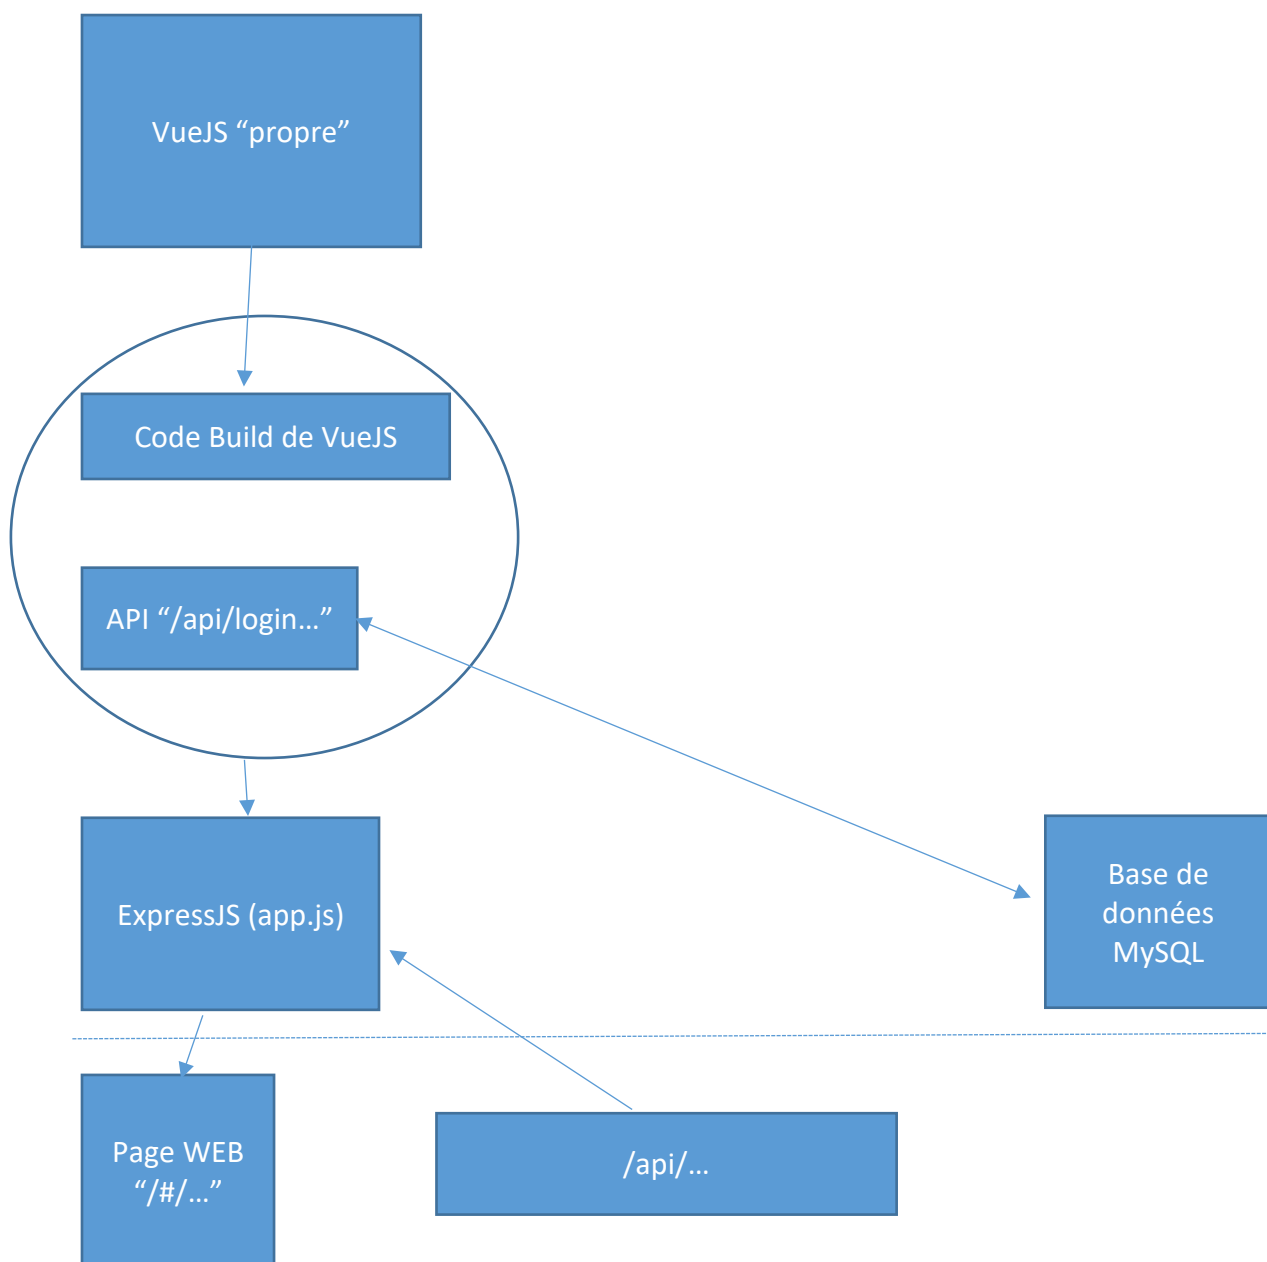 VueJS “propre”
Code Build de VueJS
API “/api/login…”
ExpressJS (app.js)
Base de
données
MySQL
Page WEB
“/#/…”
/api/…